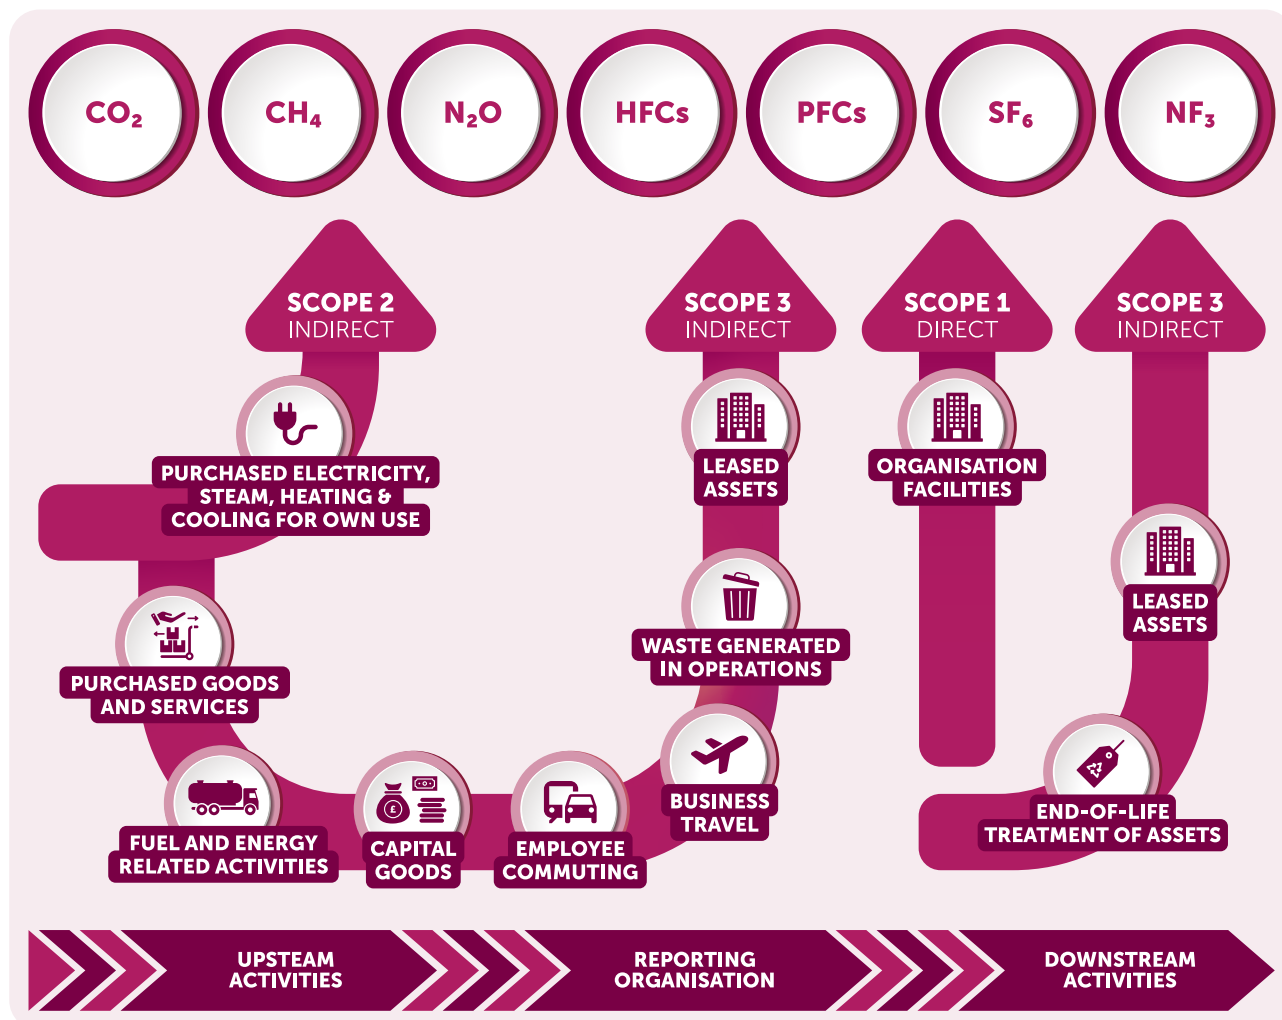 CO₂
CH₄
N₂O
HFCs
PFCs
SF₆
NF₃
SCOPE 2
INDIRECT
SCOPE 3
INDIRECT
SCOPE 1
DIRECT
SCOPE 3
INDIRECT
PURCHASED ELECTRICITY,
STEAM, HEATING &
COOLING FOR OWN USE
LEASED
ASSETS
ORGANISATION
FACILITIES
LEASED
ASSETS
PURCHASED GOODS
AND SERVICES
WASTE GENERATED
IN OPERATIONS
FUEL AND ENERGY
RELATED ACTIVITIES
£
CAPITAL
GOODS
EMPLOYEE
COMMUTING
BUSINESS
TRAVEL
END-OF-LIFE
TREATMENT OF ASSETS
UPSTEAM
ACTIVITIES
REPORTING
ORGANISATION
DOWNSTREAM
ACTIVITIES